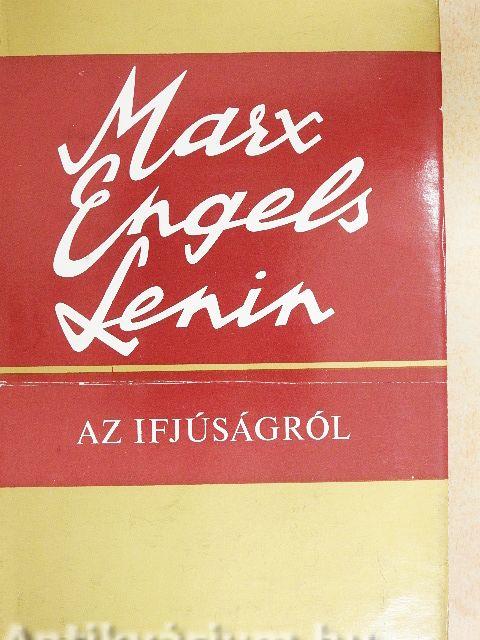 Marx
Engels
Lenin
AZ IFJÚSÁGRÓL